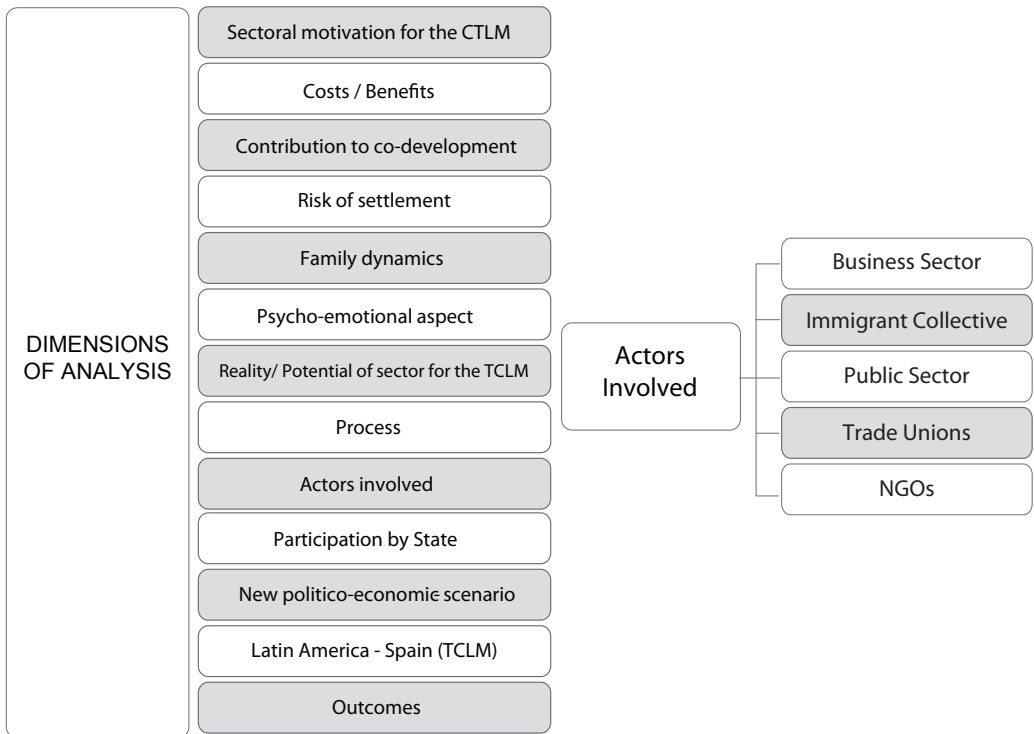 DIMENSIONS
OF ANALYSIS
Sectoral motivation for the CTLM
Costs / Benefits
Contribution to co-development
Risk of settlement
Family dynamics
Psycho-emotional aspect
Reality/ Potential of sector for the TCLM
Process
Actors involved
Participation by State
New politico-economic scenario
Latin America - Spain (TCLM)
Outcomes
Actors
Involved
Business Sector
Immigrant Collective
Public Sector
Trade Unions
NGOs